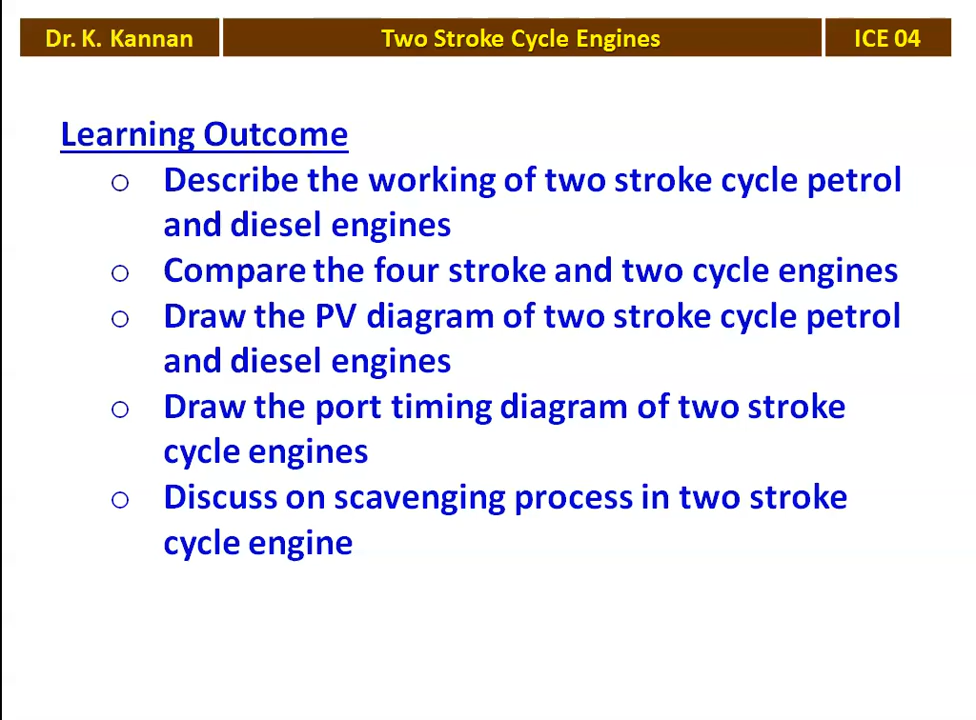 Dr. K. Kannan Two Stroke Cycle Engines ICE 04
Learning Outcome
o Describe the working of two stroke cycle petrol
and diesel engines
o Compare the four stroke and two cycle engines
o Draw the PV diagram of two stroke cycle petrol
and diesel engines
o Draw the port timing diagram of two stroke
cycle engines
o Discuss on scavenging process in two stroke
cycle engine